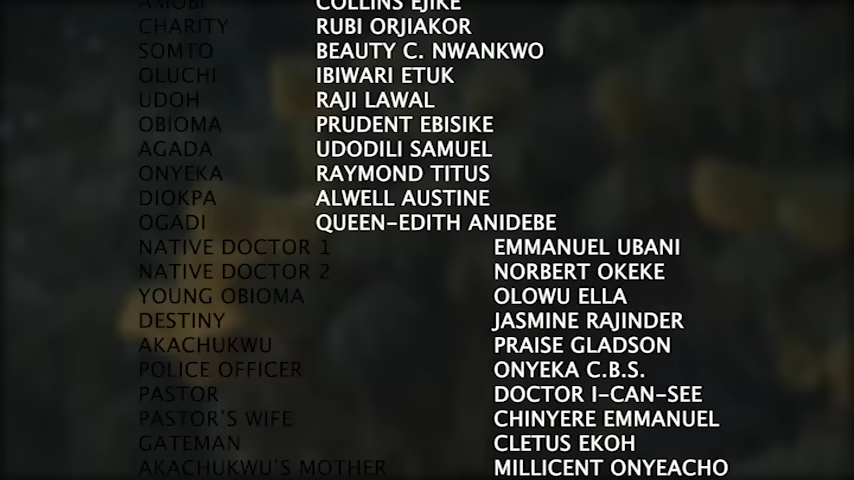 AMOBI COLLINS EJIKE
CHARITY RUBI ORJIAKOR
SOMTO BEAUTY C. NWANKWO
OLUCHI IBIWARI ETUK
UDOH RAJI LAWAL
OBIOMA PRUDENT EBISIKE
AGADA UDODILI SAMUEL
ONYEKA RAYMOND TITUS
DIOKPA ALWELL AUSTINE
OGADI QUEEN-EDITH ANIDEBE
NATIVE DOCTOR 1 EMMANUEL UBANI
NATIVE DOCTOR 2 NORBERT OKEKE
YOUNG OBIOMA OLOWU ELLA
DESTINY JASMINE RAJINDER
AKACHUKWU PRAISE GLADSON
POLICE OFFICER ONYEKA C.B.S.
PASTOR DOCTOR I-CAN-SEE
PASTOR'S WIFE CHINYERE EMMANUEL
GATEMAN CLETUS EKOH
AKACHUKWU'S MOTHER MILLICENT ONYEACHO